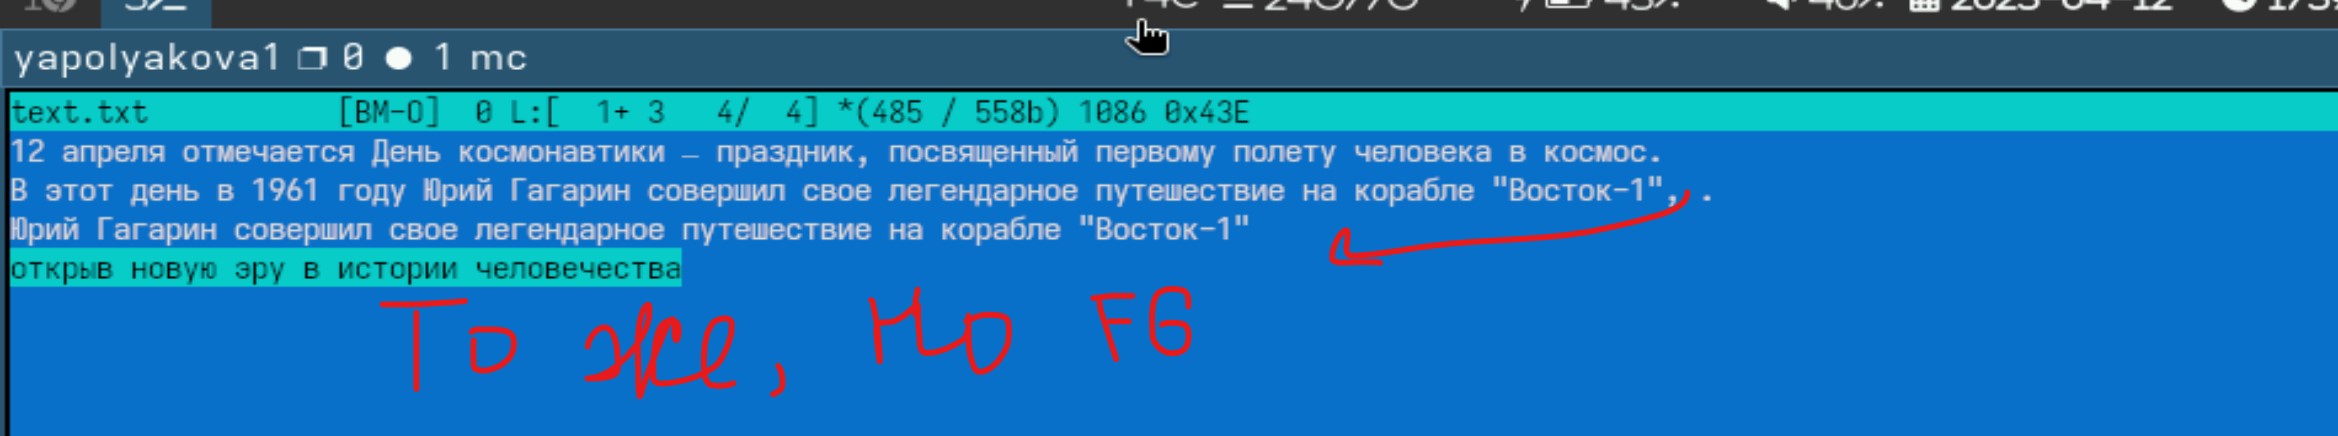 yapolyakova1 0 1 mc
text.txt [BM-O] 0 L:[ 1+ 3 4/ 4] *(485 / 558b) 1086 0x43E
12 апреля отмечается День космонавтики – праздник, посвященный первому полету человека в космос.
В этот день в 1961 году Юрий Гагарин совершил свое легендарное путешествие на корабле "Восток-1", .
Юрий Гагарин совершил свое легендарное путешествие на корабле "Восток-1"
открыв новую эру в истории человечества
То же, но F6